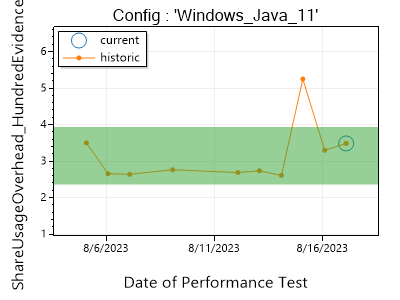 Config : 'Windows_Java_11'
ShareUsageOverhead_HundredEvidence
current
historic
6
5
4
3
2
1
8/6/2023
8/11/2023
8/16/2023
Date of Performance Test